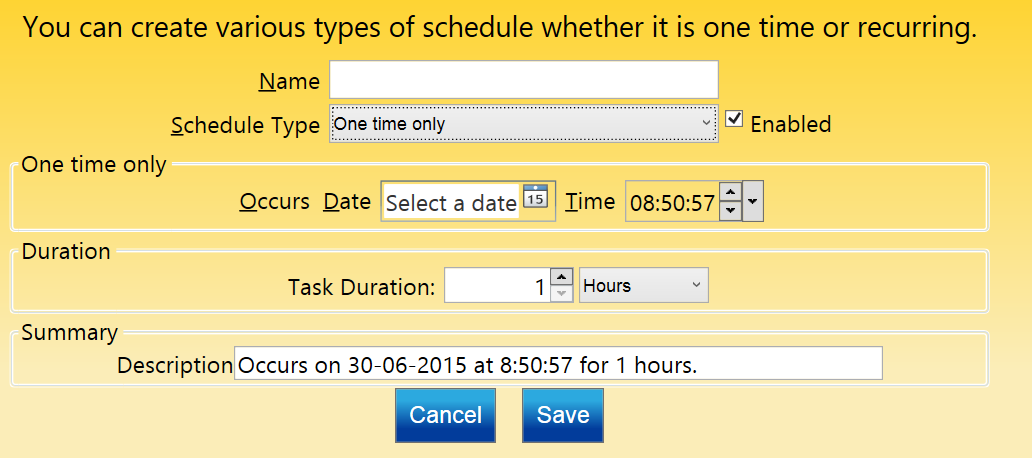 You can create various types of schedule whether it is one time or recurring.
Name
Schedule Type One time only Enabled
One time only
Occurs Date Select a date 15 Time 08:50:57
Duration
Task Duration: 1 Hours
Summary
Description Occurs on 30-06-2015 at 8:50:57 for 1 hours.
Cancel Save